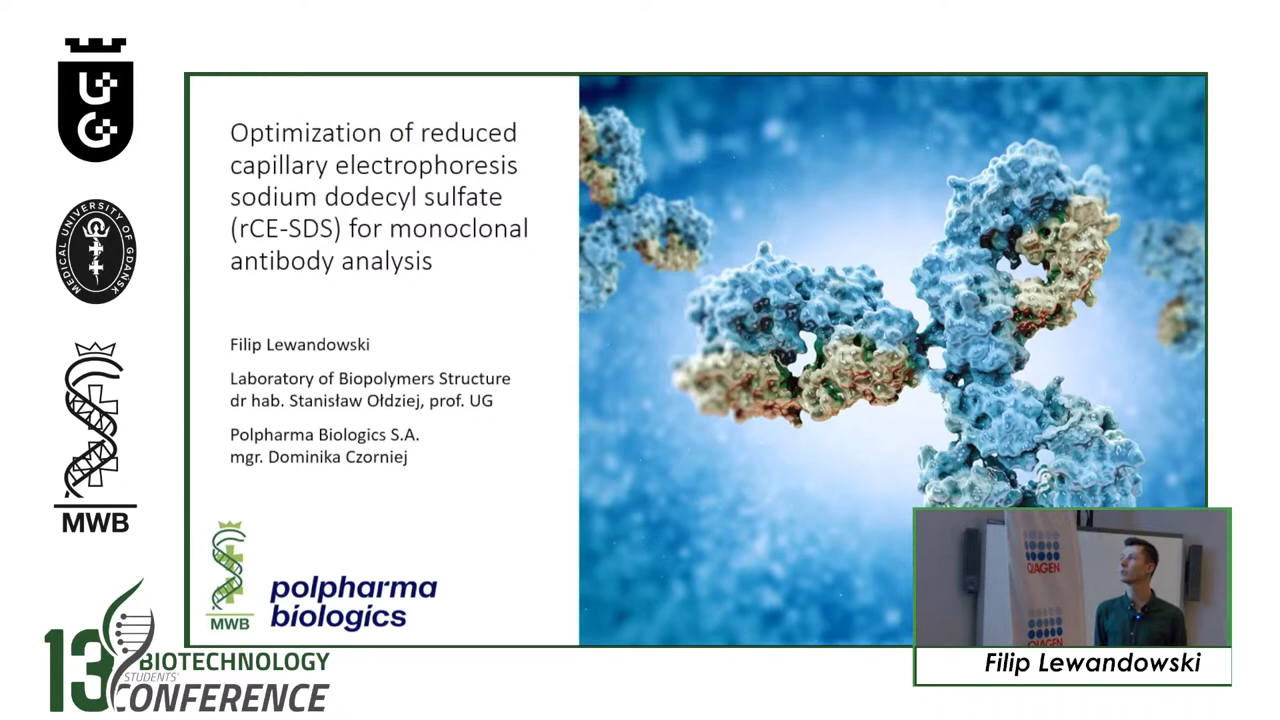 UG
MEDICAL UNIVERSITY OF GDANSK
MWB
13 BIOTECHNOLOGY
STUDENTS'
CONFERENCE
Optimization of reduced
capillary electrophoresis
sodium dodecyl sulfate
(rCE-SDS) for monoclonal
antibody analysis
Filip Lewandowski
Laboratory of Biopolymers Structure
dr hab. Stanisław Ołdziej, prof. UG
Polpharma Biologics S.A.
mgr. Dominika Czorniej
MWB
polpharma
biologics
QIAGEN
QIAGEN
Filip Lewandowski